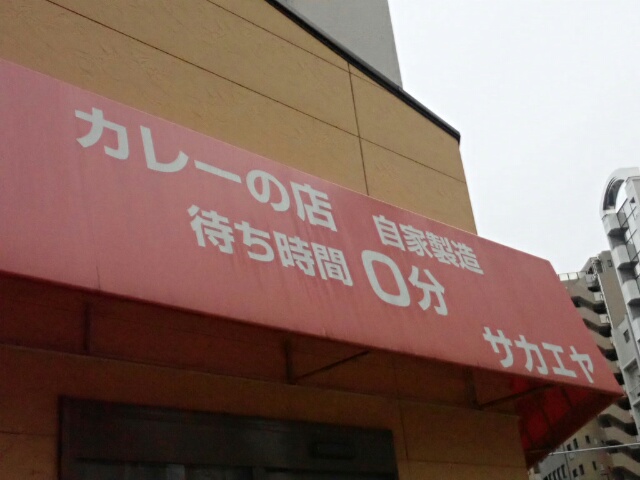 カレーの店 自家製造
待ち時間 0分
サカエヤ